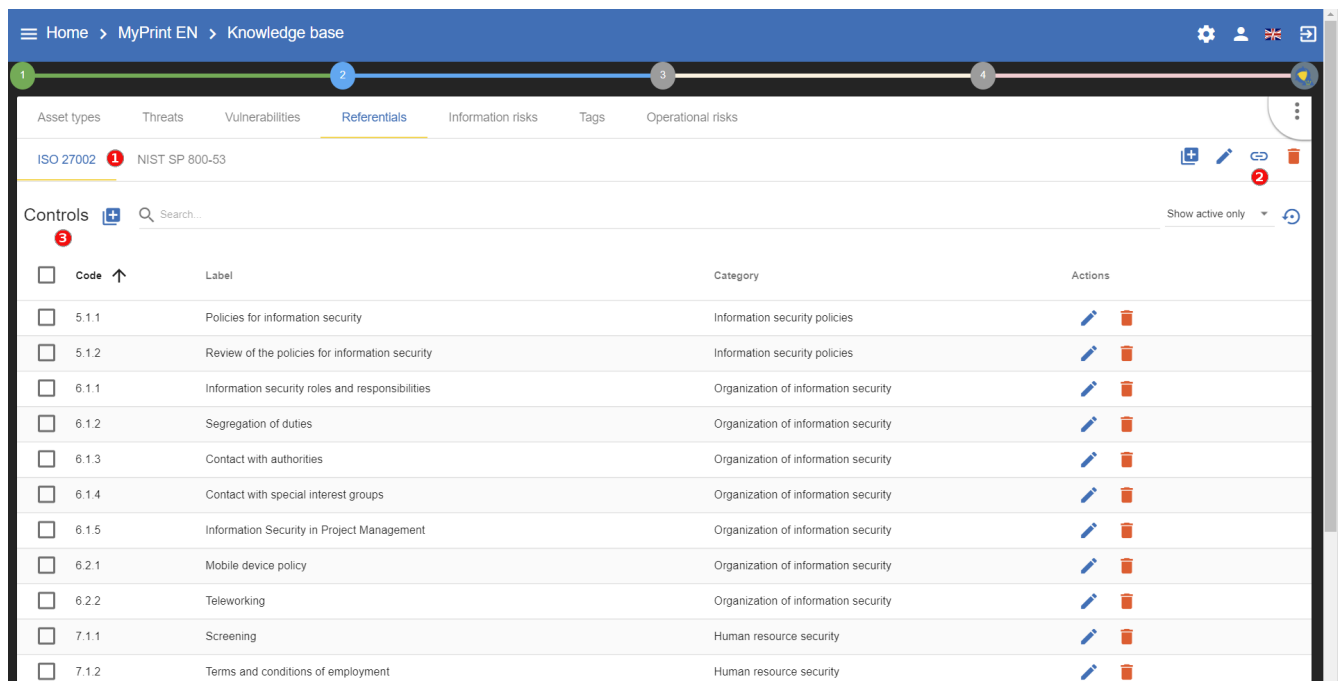 Home > MyPrint EN > Knowledge base
1 2 3 4
Asset types Threats Vulnerabilities Referentials Information risks Tags Operational risks
ISO 27002 1 NIST SP 800-53
2
Controls Search... Show active only
3
Code Label Category Actions
5.1.1 Policies for information security Information security policies
5.1.2 Review of the policies for information security Information security policies
6.1.1 Information security roles and responsibilities Organization of information security
6.1.2 Segregation of duties Organization of information security
6.1.3 Contact with authorities Organization of information security
6.1.4 Contact with special interest groups Organization of information security
6.1.5 Information Security in Project Management Organization of information security
6.2.1 Mobile device policy Organization of information security
6.2.2 Teleworking Organization of information security
7.1.1 Screening Human resource security
7.1.2 Terms and conditions of employment Human resource security